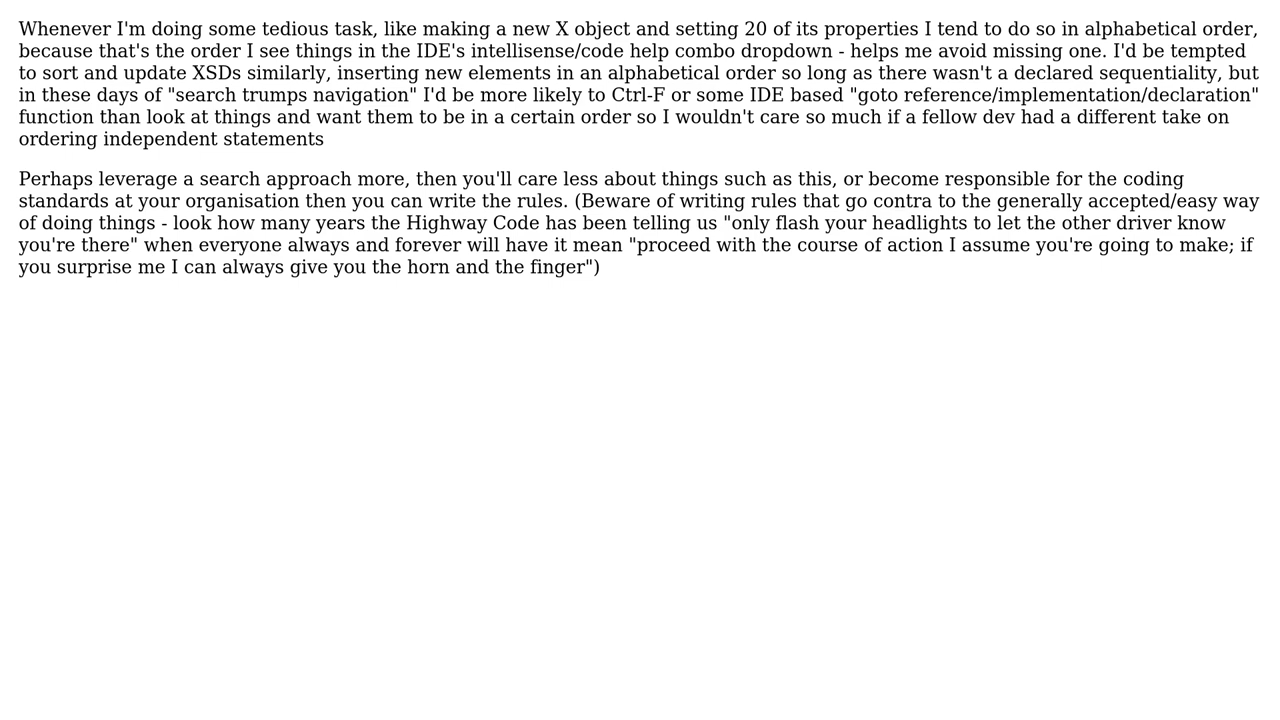 Whenever I'm doing some tedious task, like making a new X object and setting 20 of its properties I tend to do so in alphabetical order,
because that's the order I see things in the IDE's intellisense/code help combo dropdown - helps me avoid missing one. I'd be tempted
to sort and update XSDs similarly, inserting new elements in an alphabetical order so long as there wasn't a declared sequentiality, but
in these days of "search trumps navigation" I'd be more likely to Ctrl-F or some IDE based "goto reference/implementation/declaration"
function than look at things and want them to be in a certain order so I wouldn't care so much if a fellow dev had a different take on
ordering independent statements
Perhaps leverage a search approach more, then you'll care less about things such as this, or become responsible for the coding
standards at your organisation then you can write the rules. (Beware of writing rules that go contra to the generally accepted/easy way
of doing things - look how many years the Highway Code has been telling us "only flash your headlights to let the other driver know
you're there" when everyone always and forever will have it mean "proceed with the course of action I assume you're going to make; if
you surprise me I can always give you the horn and the finger")